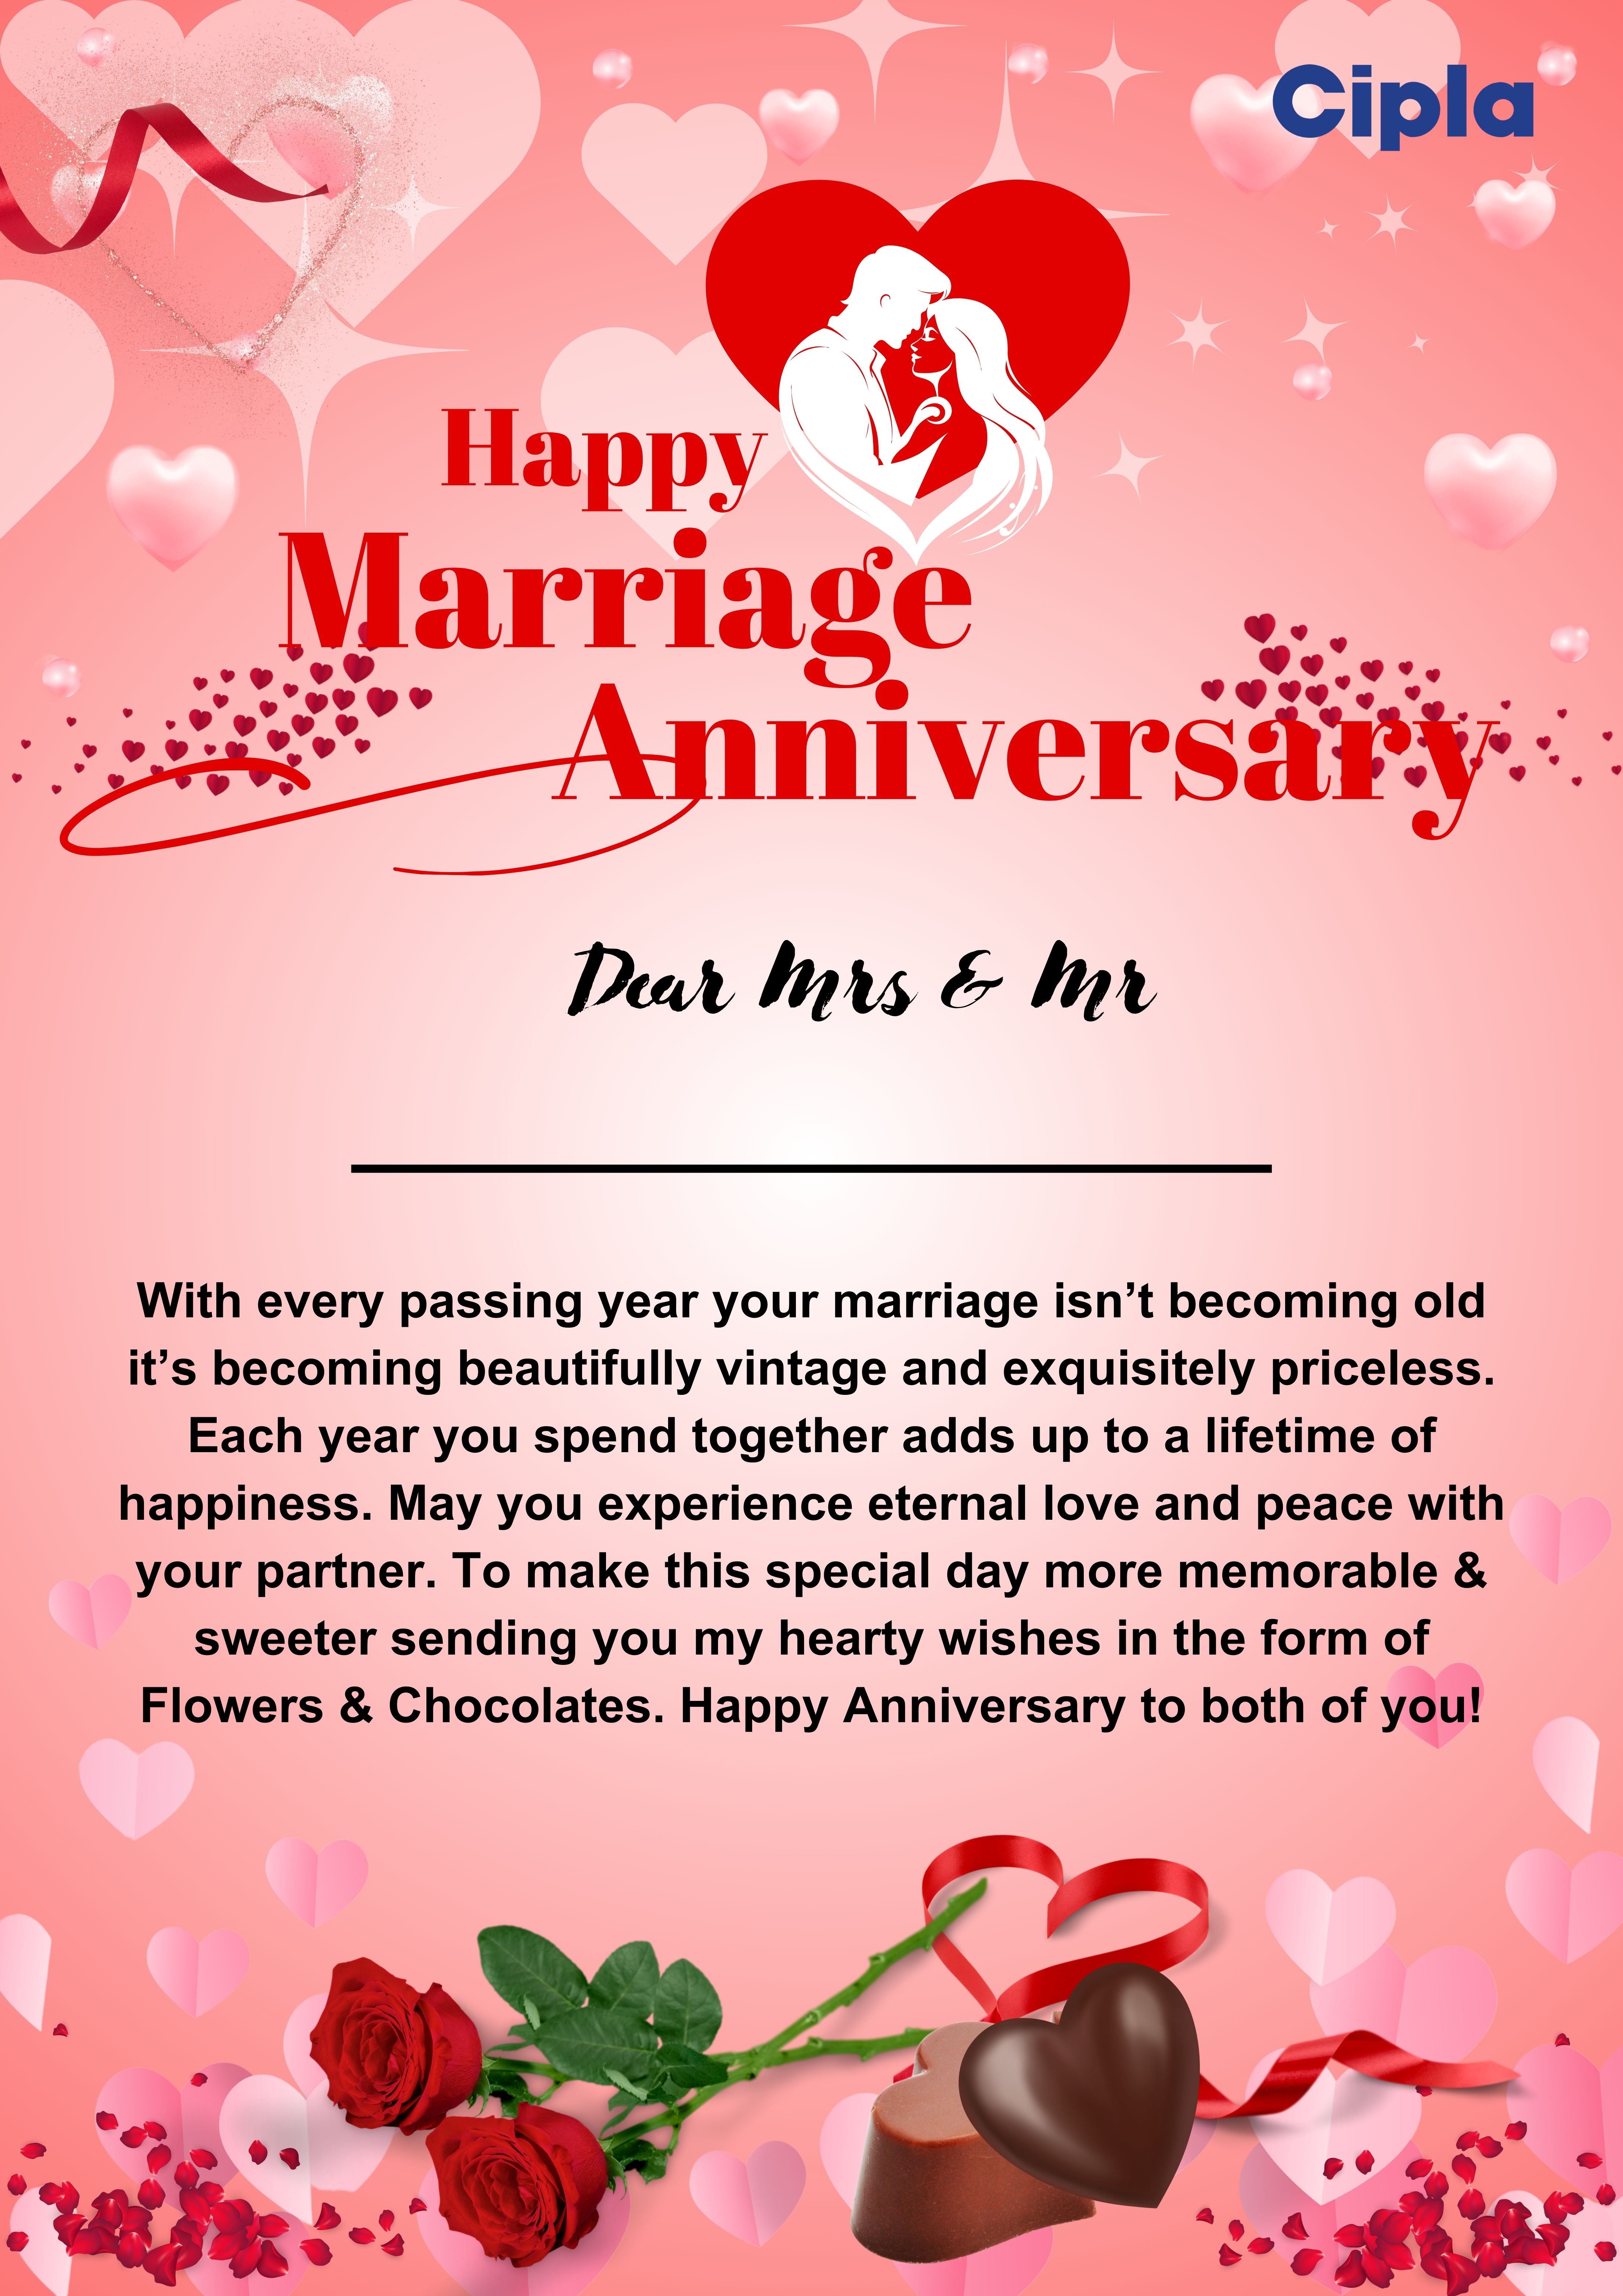 Cipla
Happy
Marriage
Anniversary
Dear Mrs & Mr
With every passing year your marriage isn’t becoming old
it’s becoming beautifully vintage and exquisitely priceless.
Each year you spend together adds up to a lifetime of
happiness. May you experience eternal love and peace with
your partner. To make this special day more memorable &
sweeter sending you my hearty wishes in the form of
Flowers & Chocolates. Happy Anniversary to both of you!